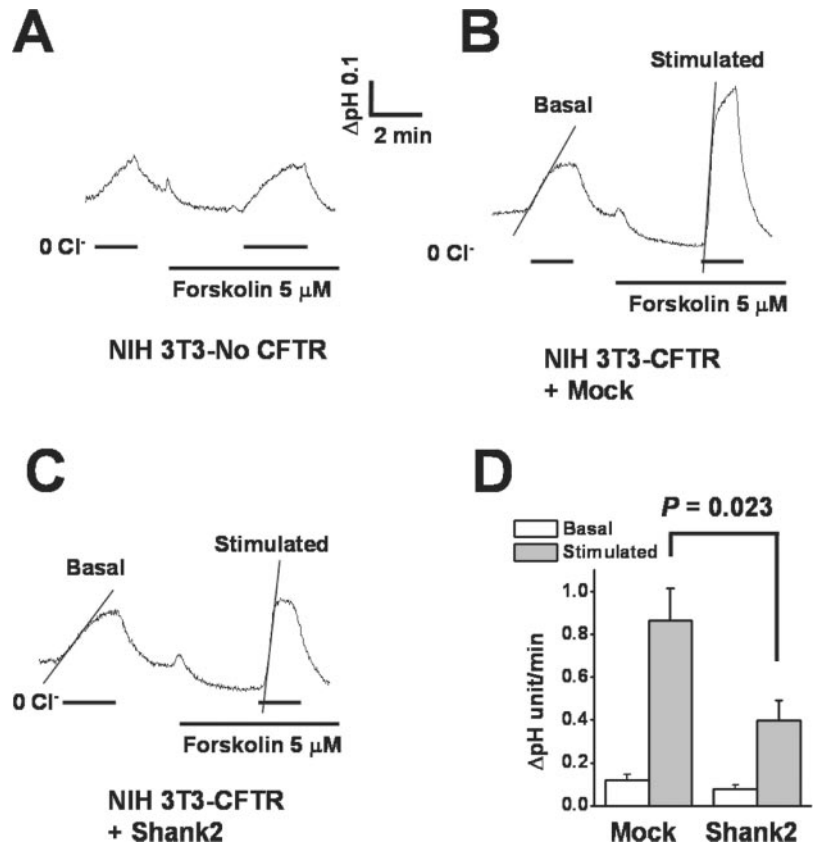 A
ΔpH 0.1
2 min
0 Cl⁻
Forskolin 5 μM
NIH 3T3-No CFTR
B
Stimulated
Basal
0 Cl⁻
Forskolin 5 μM
NIH 3T3-CFTR
+ Mock
C
Stimulated
Basal
0 Cl⁻
Forskolin 5 μM
NIH 3T3-CFTR
+ Shank2
D
P = 0.023
Basal
Stimulated
ΔpH unit/min
1.0
0.8
0.6
0.4
0.2
0.0
Mock Shank2